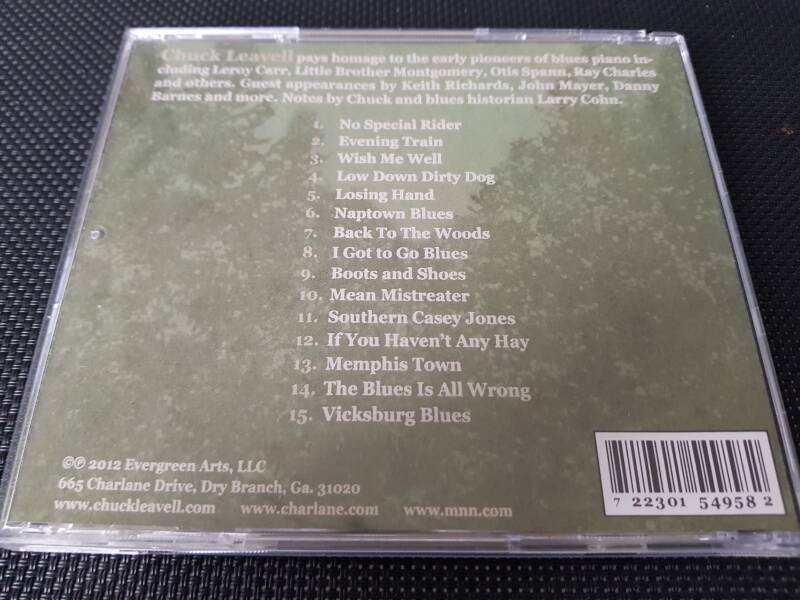 Chuck Leavell pays homage to the early pioneers of blues piano in-
cluding Leroy Carr, Little Brother Montgomery, Otis Spann, Ray Charles
and others. Guest appearances by Keith Richards, John Mayer, Danny
Barnes and more. Notes by Chuck and blues historian Larry Cohn.
1. No Special Rider
2. Evening Train
3. Wish Me Well
4. Low Down Dirty Dog
5. Losing Hand
6. Naptown Blues
7. Back To The Woods
8. I Got to Go Blues
9. Boots and Shoes
10. Mean Mistreater
11. Southern Casey Jones
12. If You Haven't Any Hay
13. Memphis Town
14. The Blues Is All Wrong
15. Vicksburg Blues
©℗ 2012 Evergreen Arts, LLC
665 Charlane Drive, Dry Branch, Ga. 31020
www.chuckleavell.com www.charlane.com www.mnn.com
7 22301 54958 2